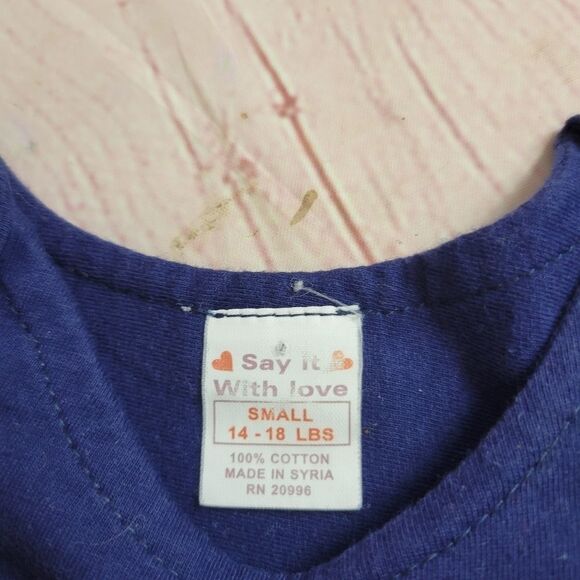 Say It
With love
SMALL
14 - 18 LBS
100% COTTON
MADE IN SYRIA
RN 20996